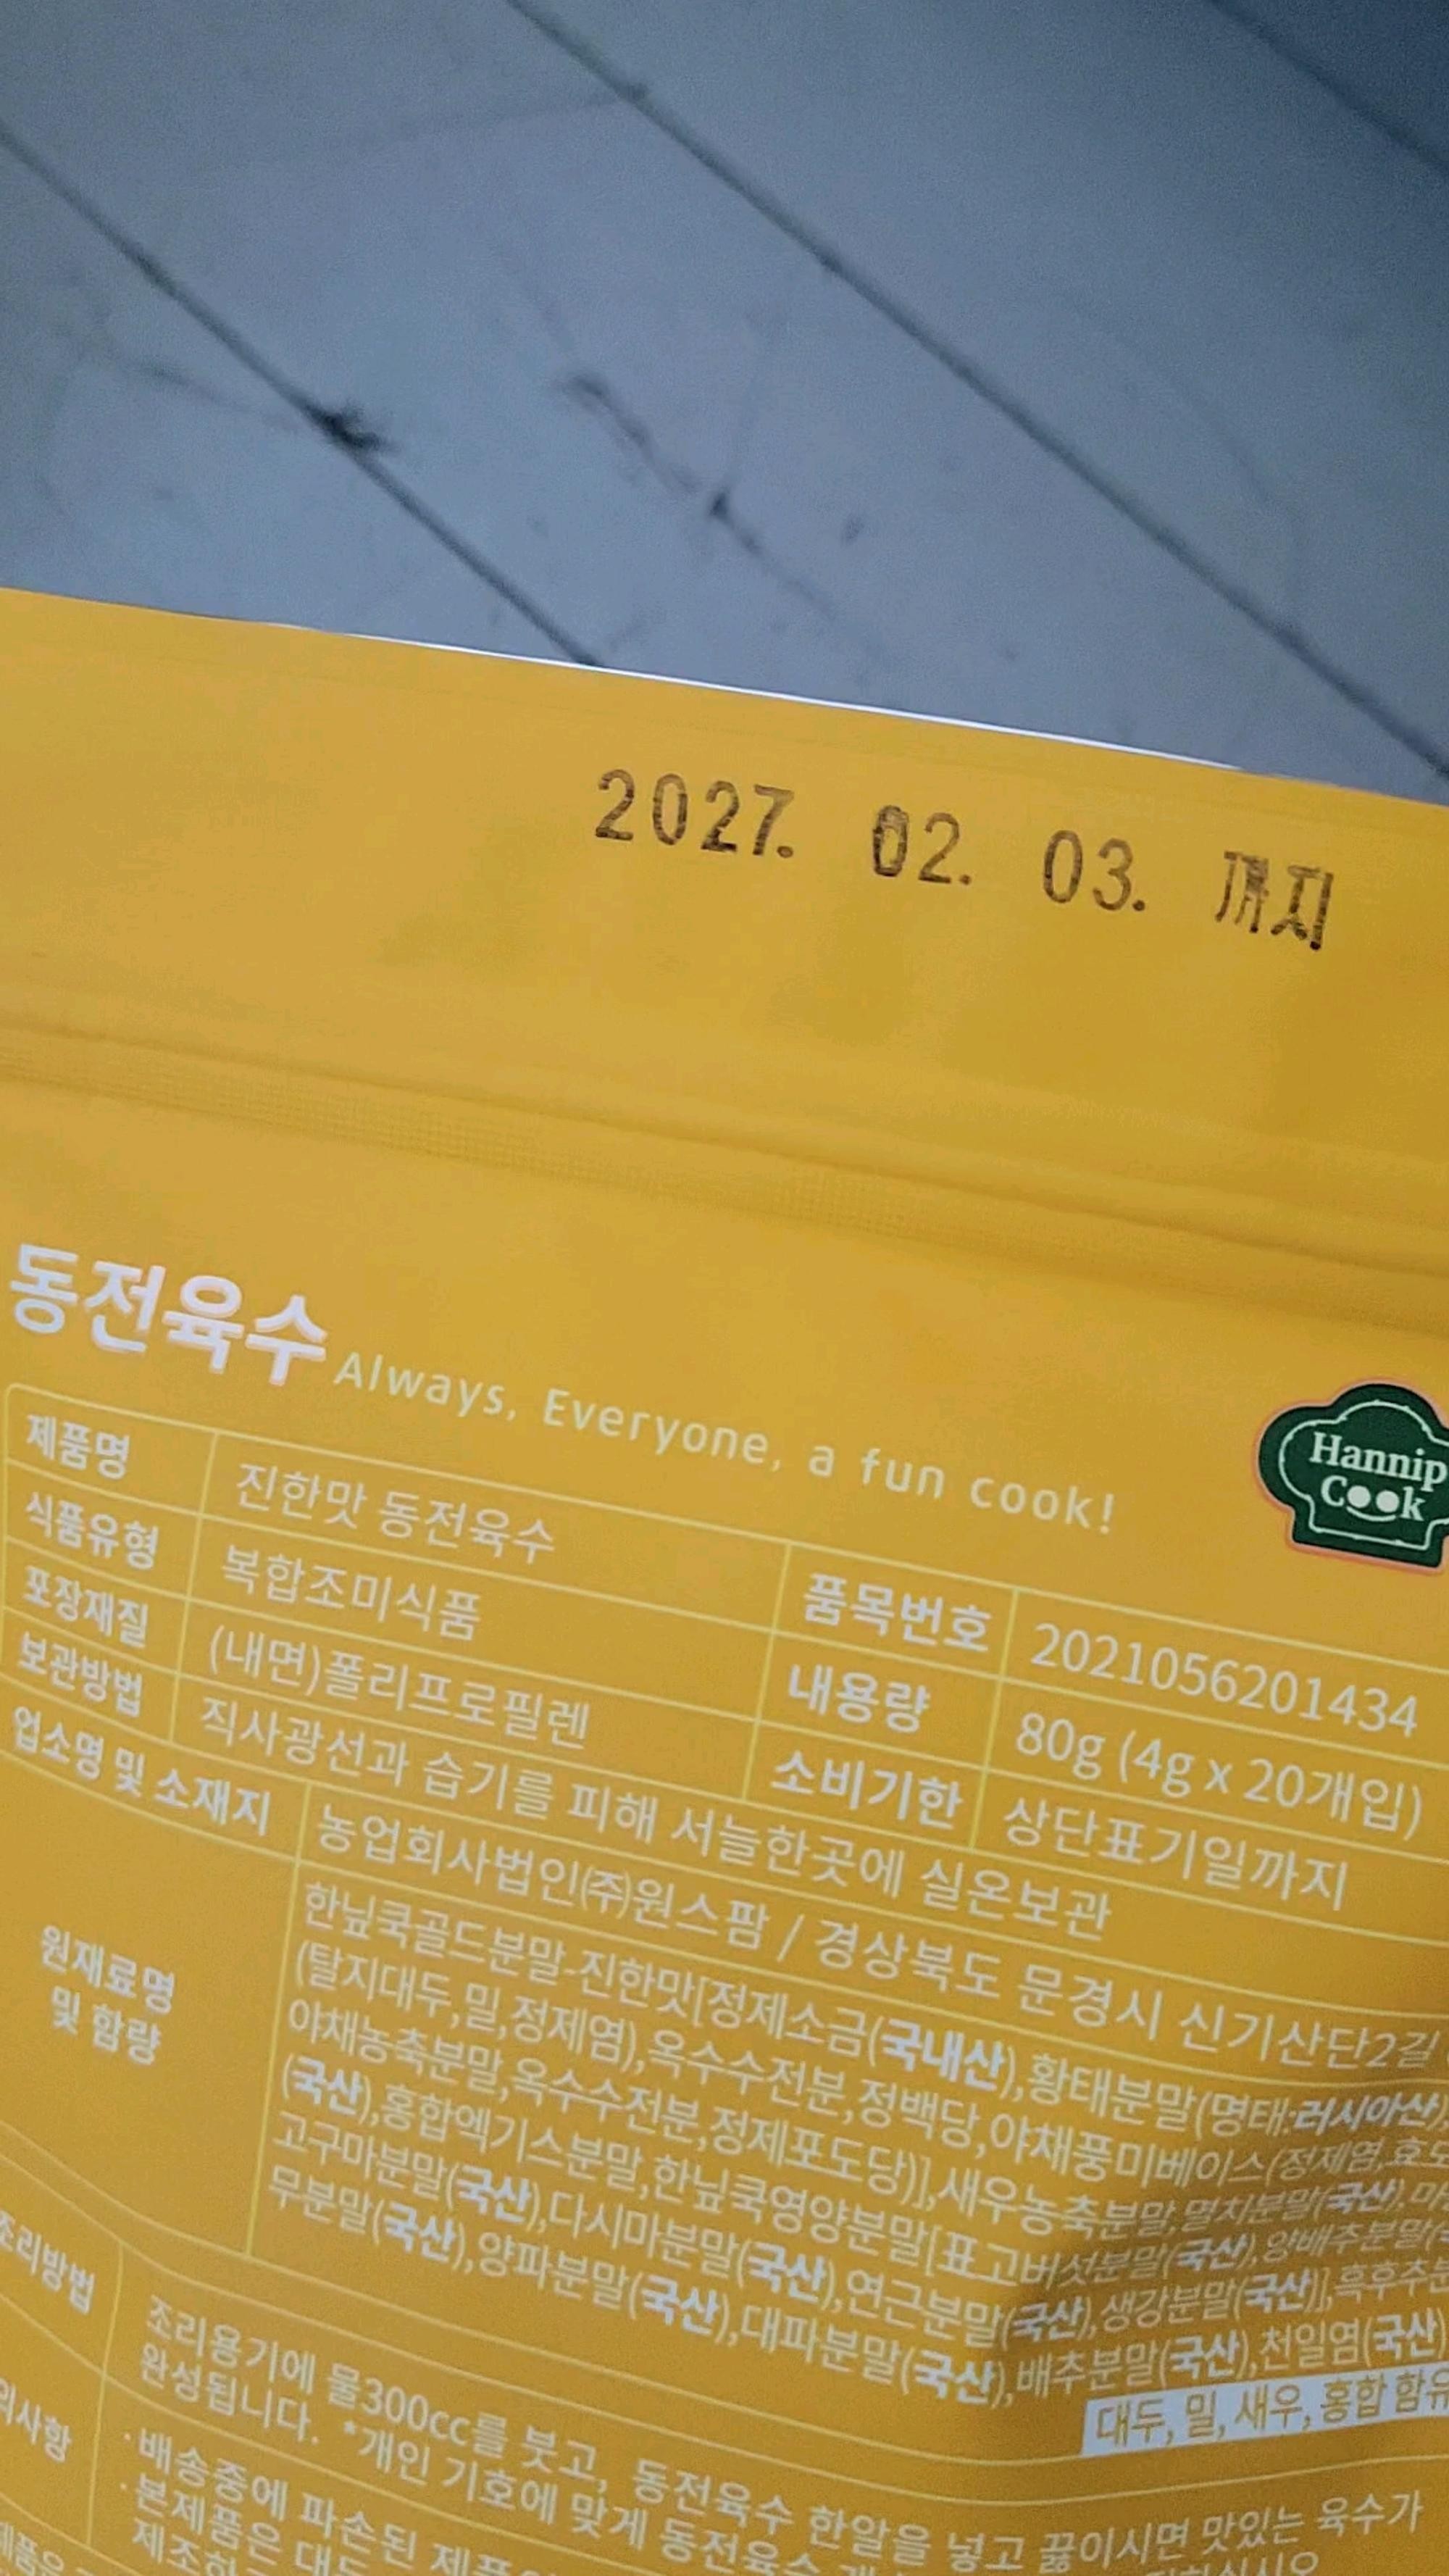 2027. 02. 03. 까지
동전육수 Always, Everyone, a fun cook!
Hannip
Cook
제품명 진한맛 동전육수 품목번호 2021056201434
식품유형 복합조미식품 내용량 80g (4g x 20개입)
포장재질 (내면)폴리프로필렌 소비기한 상단표기일까지
보관방법 직사광선과 습기를 피해 서늘한곳에 실온보관
업소명 및 소재지 농업회사법인㈜원스팜 / 경상북도 문경시 신기산단2길
원재료명
및 함량
한닢쿡골드분말-진한맛[정제소금(국내산),황태분말(명태:러시아산)
(탈지대두,밀,정제염),옥수수전분,정백당,야채풍미베이스(정제염,효모
야채농축분말,옥수수전분,정제포도당)],새우농축분말,멸치분말(국산),
(국산),홍합엑기스분말,한닢쿡영양분말[표고버섯분말(국산),양배추분말
고구마분말(국산),다시마분말(국산),연근분말(국산),생강분말(국산)],흑후추분
무분말(국산),양파분말(국산),대파분말(국산),배추분말(국산),천일염(국산)
대두, 밀, 새우, 홍합 함유
조리방법 조리용기에 물300cc를 붓고, 동전육수 한알을 넣고 끓이시면 맛있는 육수가
완성됩니다. *개인 기호에 맞게 동전육수
의사항 ·배송중에 파손된
·본제품은